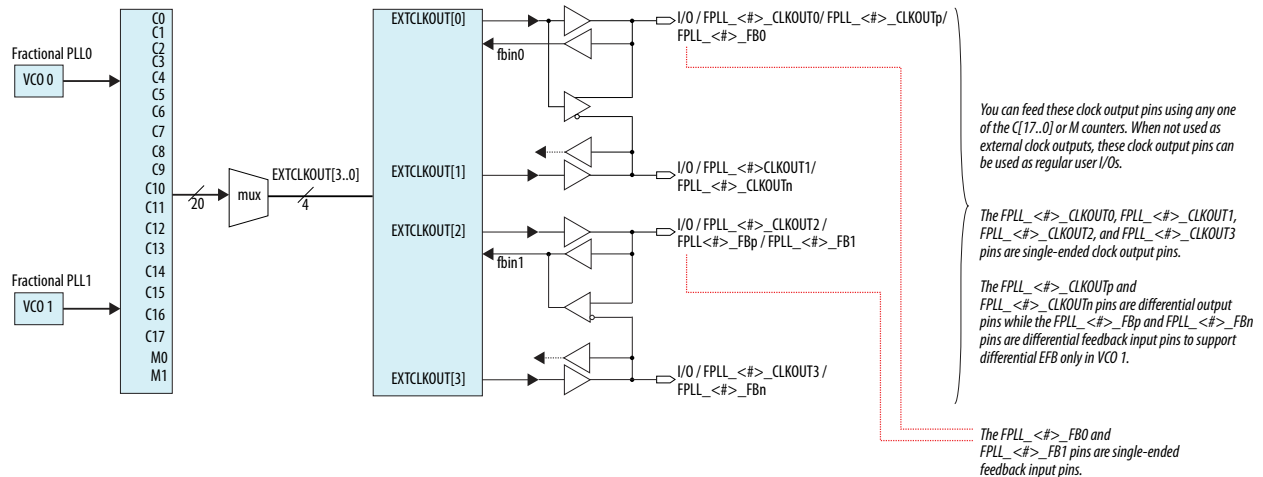 Fractional PLL0
VCO 0
Fractional PLL1
VCO 1
C0
C1
C2
C3
C4
C5
C6
C7
C8
C9
C10
C11
C12
C13
C14
C15
C16
C17
M0
M1
20
mux
EXTCLKOUT[3..0]
4
EXTCLKOUT[0]
fbin0
EXTCLKOUT[1]
EXTCLKOUT[2]
fbin1
EXTCLKOUT[3]
I/O / FPLL_<#>_CLKOUT0/ FPLL_<#>_CLKOUTp/
FPLL_<#>_FB0
I/O / FPLL_<#>CLKOUT1/
FPLL_<#>_CLKOUTn
I/O / FPLL_<#>_CLKOUT2 /
FPLL<#>_FBp / FPLL_<#>_FB1
I/O / FPLL_<#>_CLKOUT3 /
FPLL_<#>_FBn
You can feed these clock output pins using any one
of the C[17..0] or M counters. When not used as
external clock outputs, these clock output pins can
be used as regular user I/Os.
The FPLL_<#>_CLKOUT0, FPLL_<#>_CLKOUT1,
FPLL_<#>_CLKOUT2, and FPLL_<#>_CLKOUT3
pins are single-ended clock output pins.
The FPLL_<#>_CLKOUTp and
FPLL_<#>_CLKOUTn pins are differential output
pins while the FPLL_<#>_FBp and FPLL_<#>_FBn
pins are differential feedback input pins to support
differential EFB only in VCO 1.
The FPLL_<#>_FB0 and
FPLL_<#>_FB1 pins are single-ended
feedback input pins.